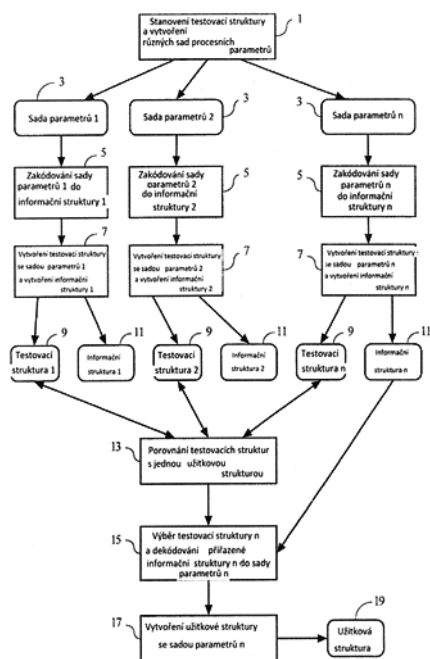 Stanovení testovací struktury
a vytvoření
různých sad procesních
parametrů
1
3
3
3
Sada parametrů 1
Sada parametrů 2
Sada parametrů n
5
5
5
Zakódování sady
parametrů 1 do
informační struktury 1
Zakódování sady
parametrů 2
do informační
struktury 2
Zakódování sady
parametrů n
do informační
struktury n
7
7
7
Vytvoření testovací struktury
se sadou parametrů 1
a vytvoření informační
struktury 1
Vytvoření testovací struktury
se sadou parametrů 2
a vytvoření informační
struktury 2
Vytvoření testovací struktury
se sadou parametrů n
a vytvoření informační
struktury n
9
11
9
11
9
11
Testovací
struktura 1
Informační
struktura 1
Testovací
struktura 2
Informační
struktura 2
Testovací
struktura n
Informační
struktura n
13
Porovnání testovacích struktur
s jednou užitkovou
strukturou
15
Výběr testovací struktury n
a dekódování přiřazené
informační struktury n do sady
parametrů n
17
Vytvoření užitkové struktury
se sadou parametrů n
19
Užitková
struktura